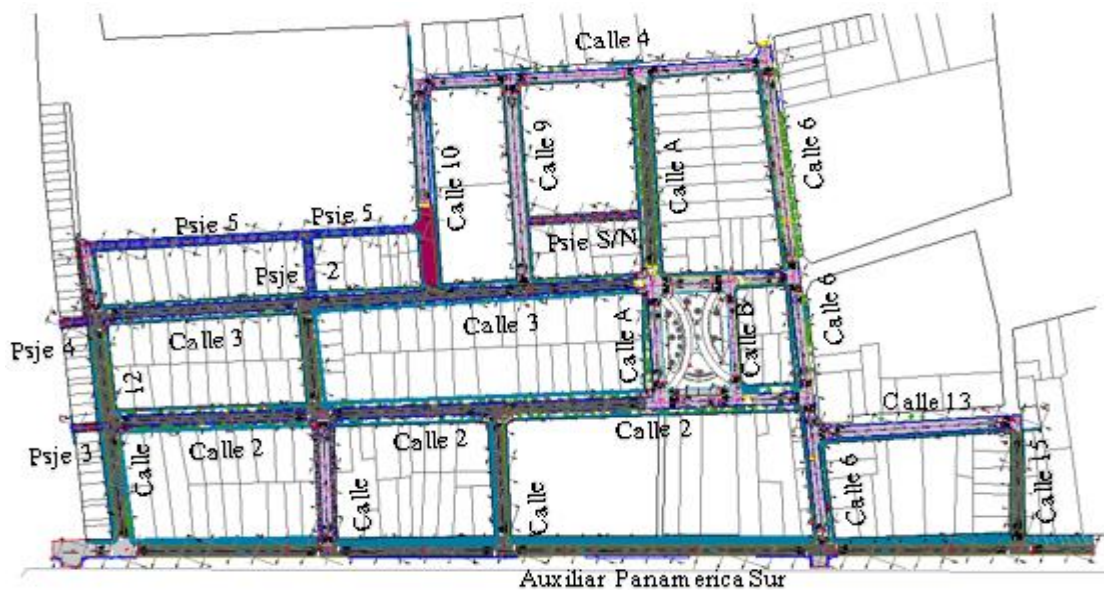 Calle 4
Calle 10
Calle 9
Calle A
Calle 6
Psje 5
Psje 5
Psje S/N
Psje
2
Calle 3
Calle 3
Calle A
Calle B
Calle 6
Psje 4
12
Calle
Psje 3
Calle 2
Calle 2
Calle 2
Calle 13
Calle
Calle
Calle 6
Calle 15
Auxiliar Panamerica Sur